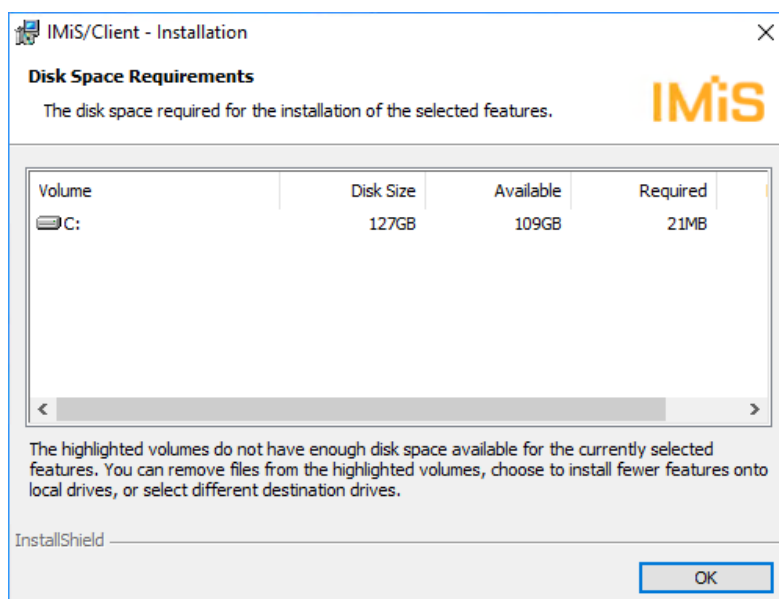 IMiS/Client - Installation
Disk Space Requirements
The disk space required for the installation of the selected features.
IMiS
Volume Disk Size Available Required
C: 127GB 109GB 21MB
The highlighted volumes do not have enough disk space available for the currently selected
features. You can remove files from the highlighted volumes, choose to install fewer features onto
local drives, or select different destination drives.
InstallShield
OK